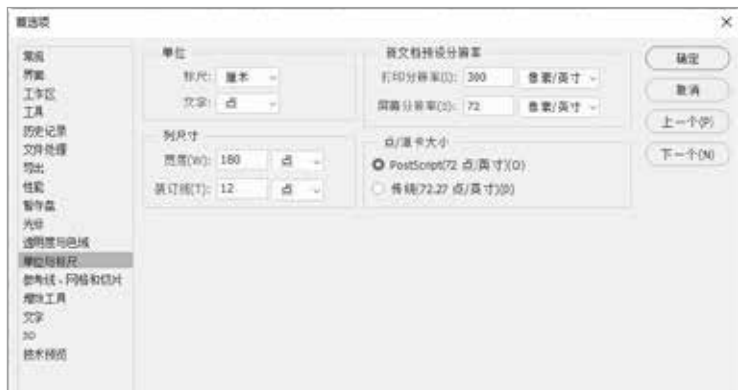 首选项
常规
界面
工作区
工具
历史记录
文件处理
导出
性能
暂存盘
光标
透明度与色域
单位与标尺
参考线、网格和切片
增效工具
文字
3D
技术预览
单位
标尺: 厘米
文字: 点
列尺寸
宽度(W): 180 点
装订线(T): 12 点
新文档预设分辨率
打印分辨率(I): 300 像素/英寸
屏幕分辨率(S): 72 像素/英寸
点/派卡大小
PostScript(72 点/英寸)(O)
传统(72.27 点/英寸)(D)
确定
取消
上一个(P)
下一个(N)